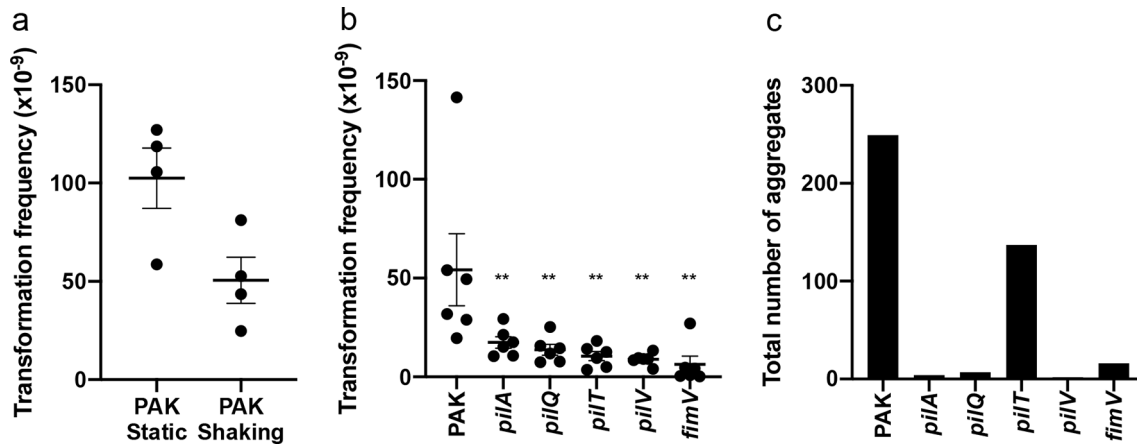 a
Transformation frequency (x10⁻⁹)
150
100
50
0
PAK Static
PAK Shaking
b
Transformation frequency (x10⁻⁹)
150
100
50
0
** ** ** ** **
PAK
pilA
pilQ
pilT
pilV
fimV
c
Total number of aggregates
300
200
100
0
PAK
pilA
pilQ
pilT
pilV
fimV